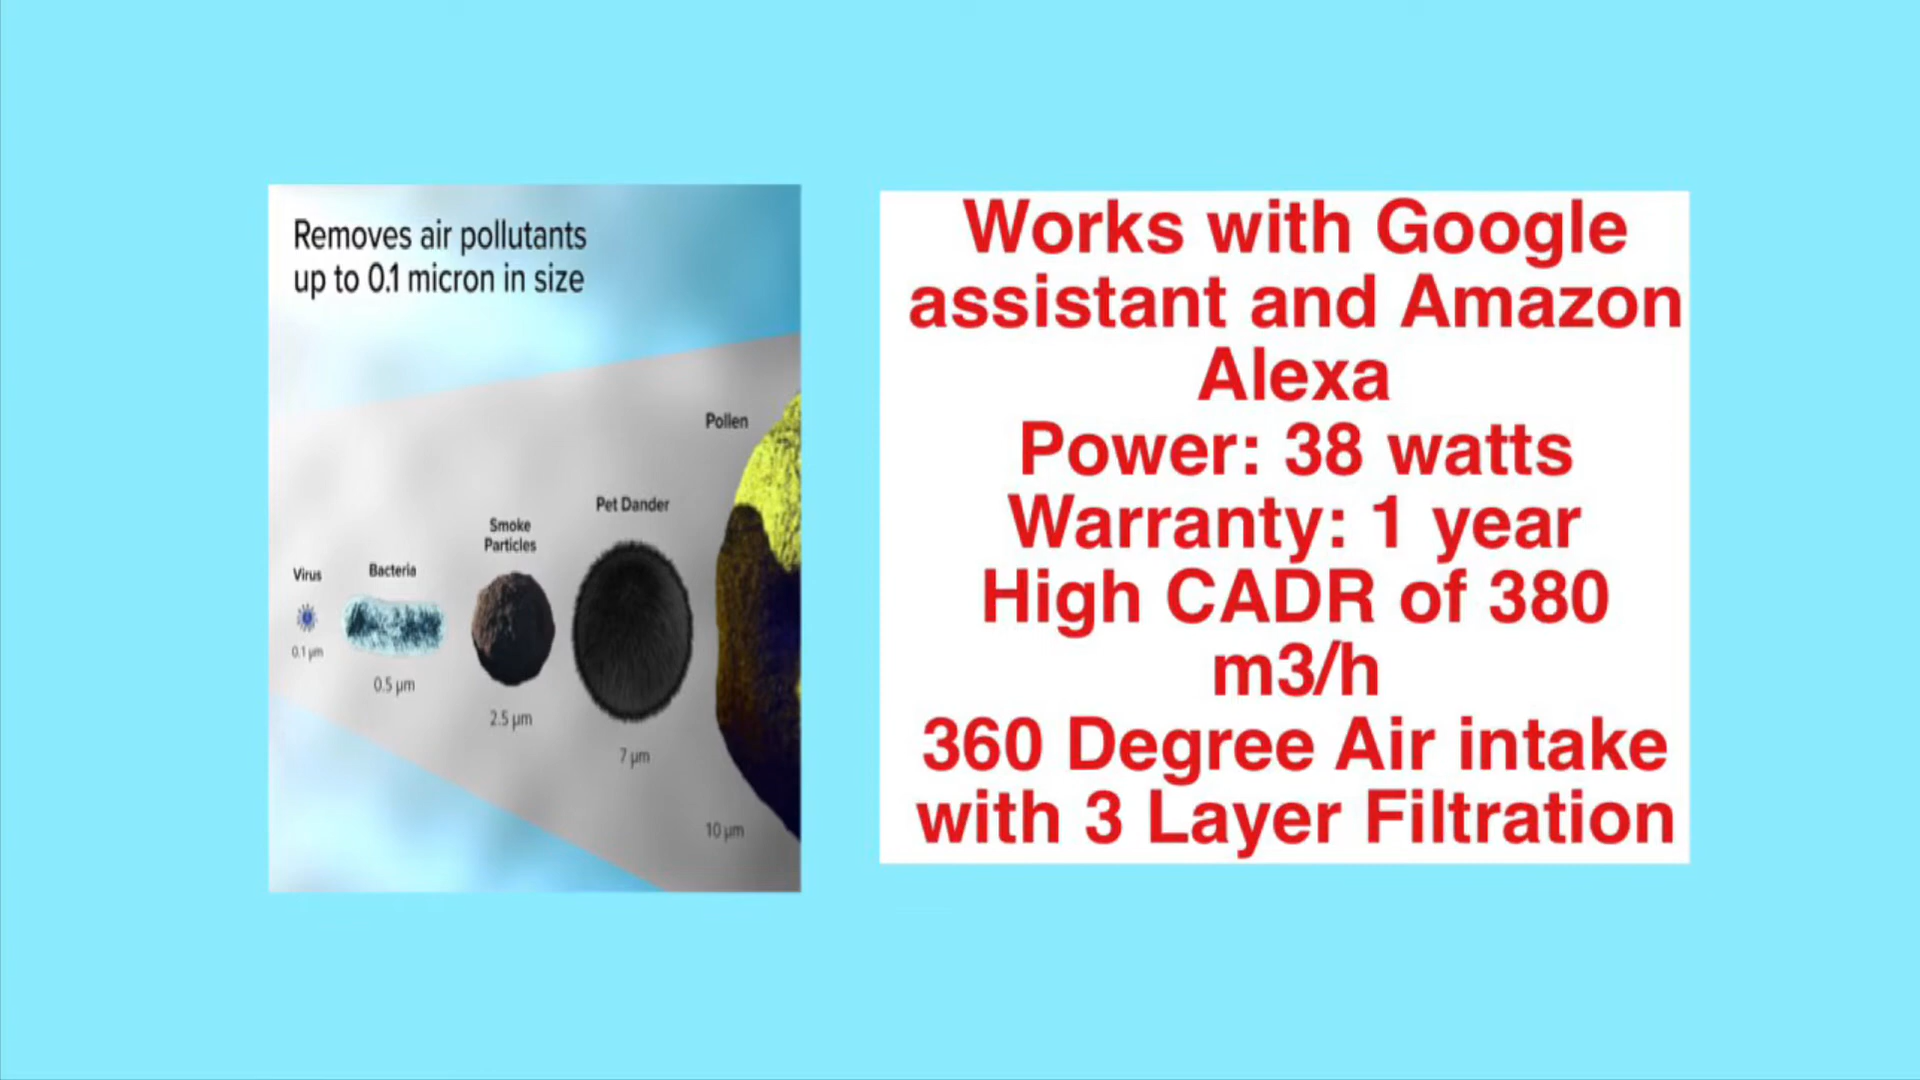 Removes air pollutants
up to 0.1 micron in size
Pollen
Pet Dander
Smoke
Particles
Virus
Bacteria
0.1 µm
0.5 µm
2.5 µm
7 µm
10 µm
Works with Google
assistant and Amazon
Alexa
Power: 38 watts
Warranty: 1 year
High CADR of 380
m3/h
360 Degree Air intake
with 3 Layer Filtration